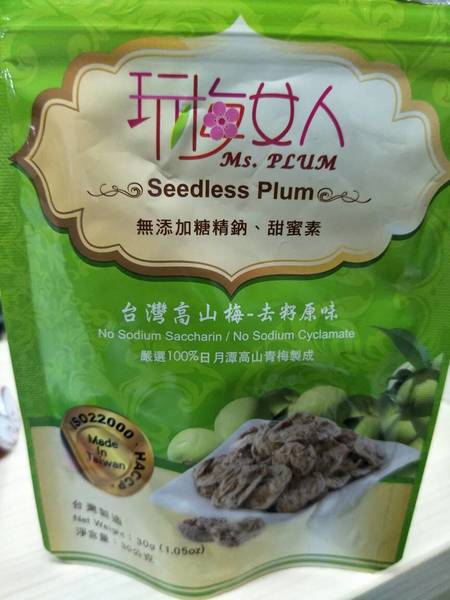 玩梅女人
Ms. PLUM
Seedless Plum
無添加糖精鈉、甜蜜素
台灣高山梅-去籽原味
No Sodium Saccharin / No Sodium Cyclamate
嚴選100%日月潭高山青梅製成
ISO22000 HACCP
Made
In
Taiwan
台灣製造
Net Weight：30g (1.05oz)
淨含量：30公克